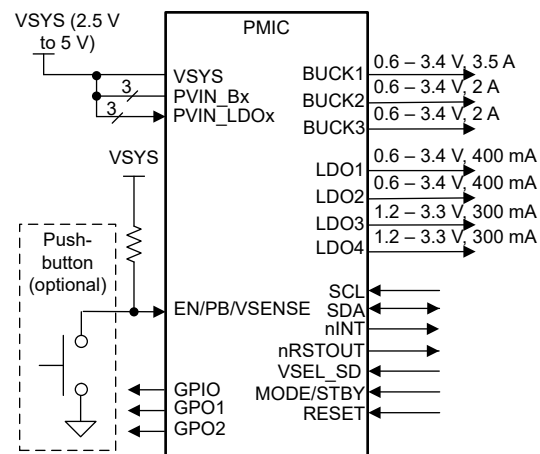 VSYS (2.5 V
to 5 V)
PMIC
VSYS
3
PVIN_Bx
3
PVIN_LDOx
VSYS
Push-
button
(optional)
EN/PB/VSENSE
GPIO
GPO1
GPO2
BUCK1
0.6 – 3.4 V, 3.5 A
BUCK2
0.6 – 3.4 V, 2 A
BUCK3
0.6 – 3.4 V, 2 A
LDO1
0.6 – 3.4 V, 400 mA
LDO2
0.6 – 3.4 V, 400 mA
LDO3
1.2 – 3.3 V, 300 mA
LDO4
1.2 – 3.3 V, 300 mA
SCL
SDA
nINT
nRSTOUT
VSEL_SD
MODE/STBY
RESET